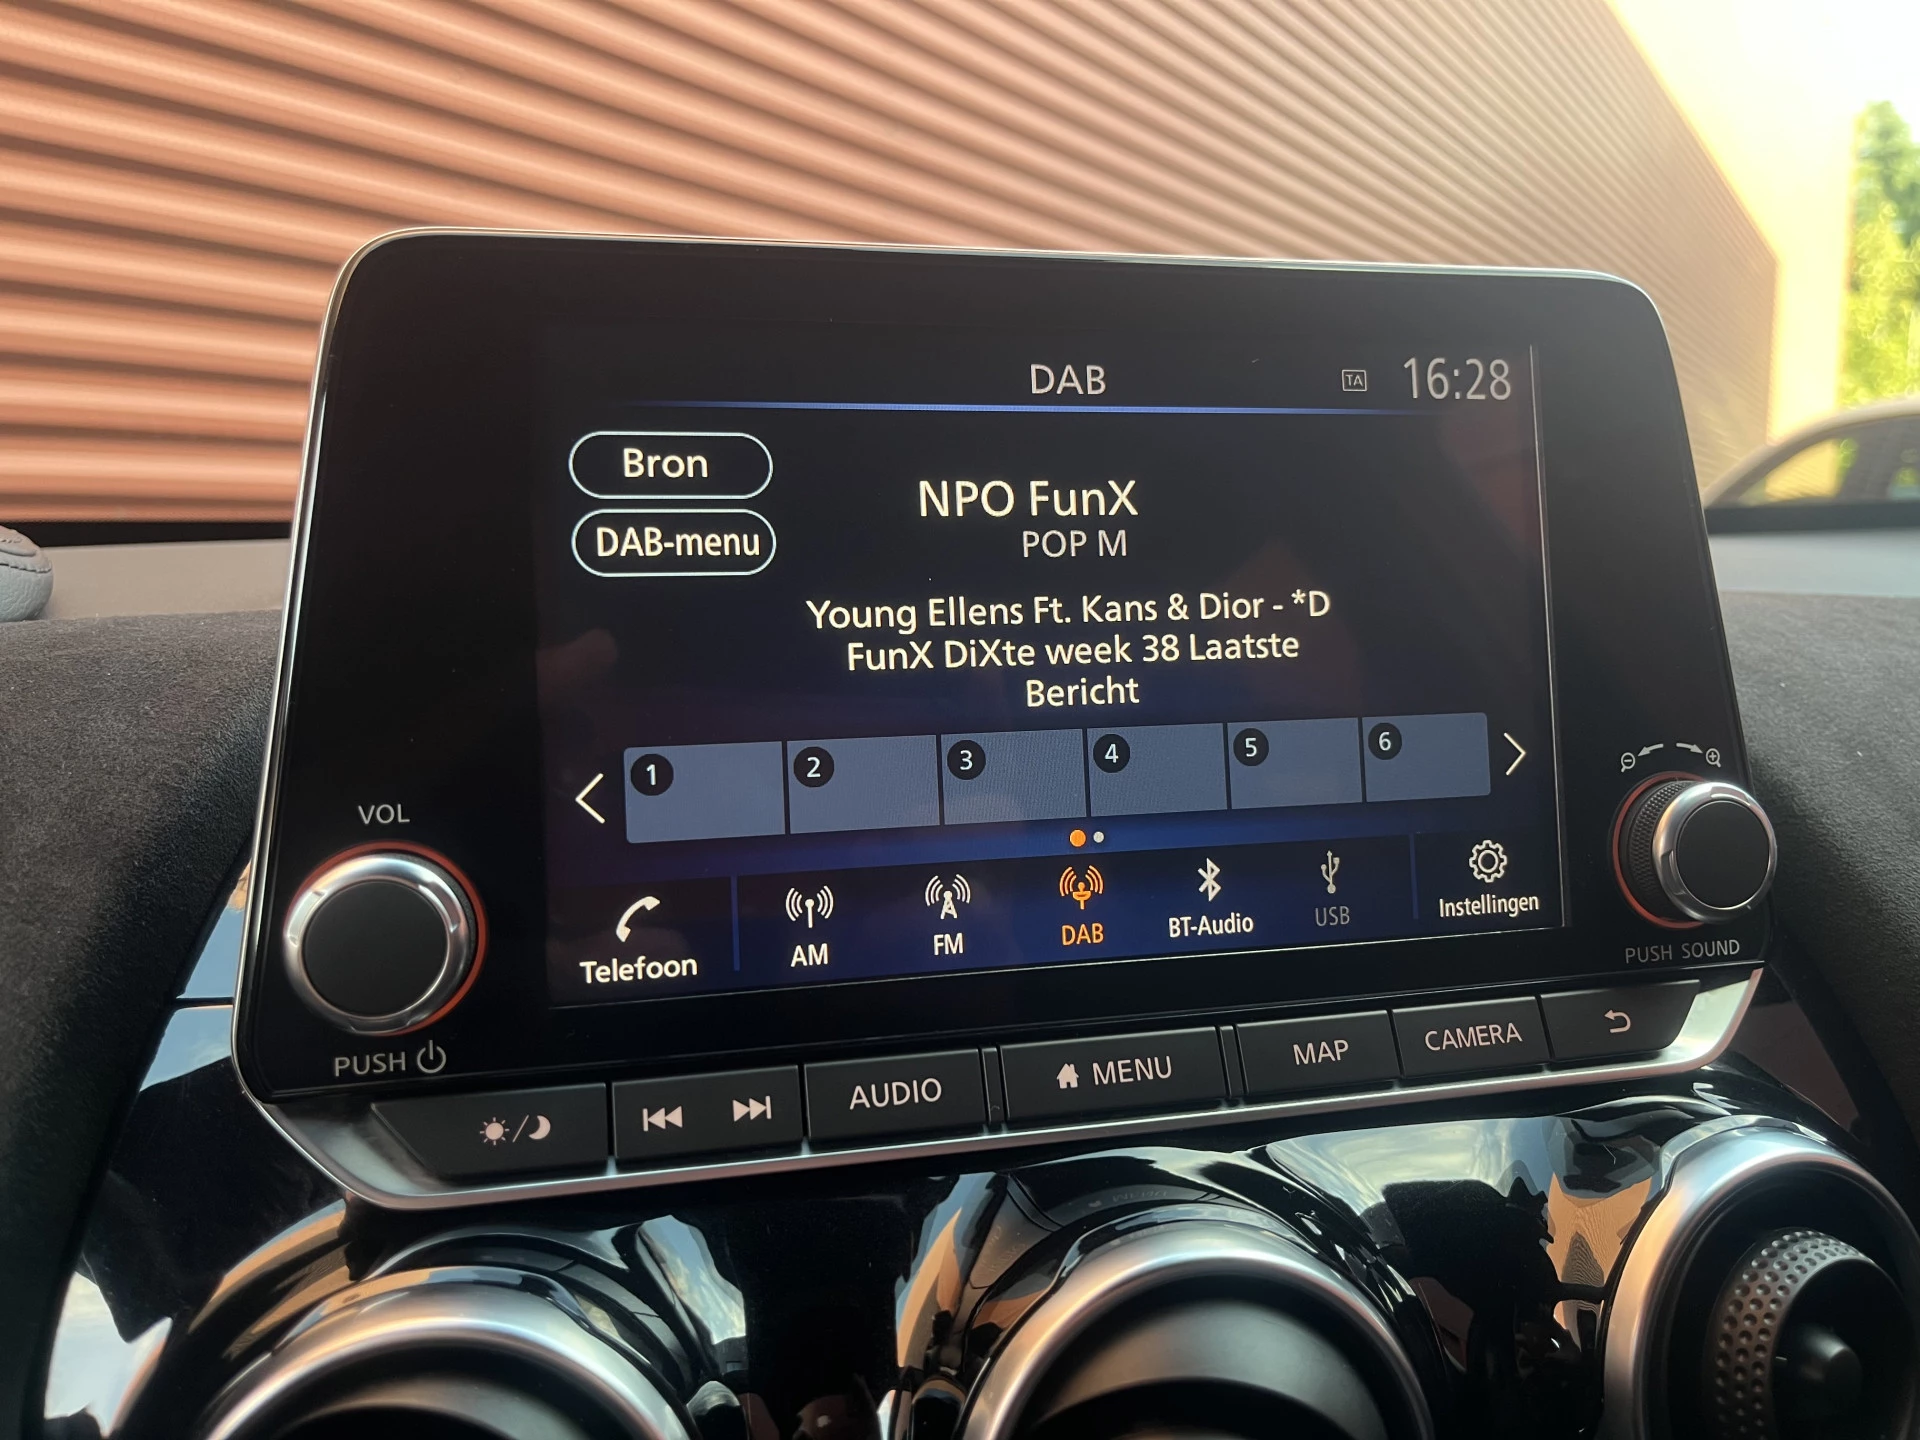 DAB
TA
16:28
Bron
NPO FunX
DAB-menu
POP M
Young Ellens Ft. Kans & Dior - *D
FunX DiXte week 38 Laatste
Bericht
1 2 3 4 5 6
Telefoon
AM
FM
DAB
BT-Audio
USB
Instellingen
VOL
PUSH
PUSH SOUND
AUDIO
MENU
MAP
CAMERA